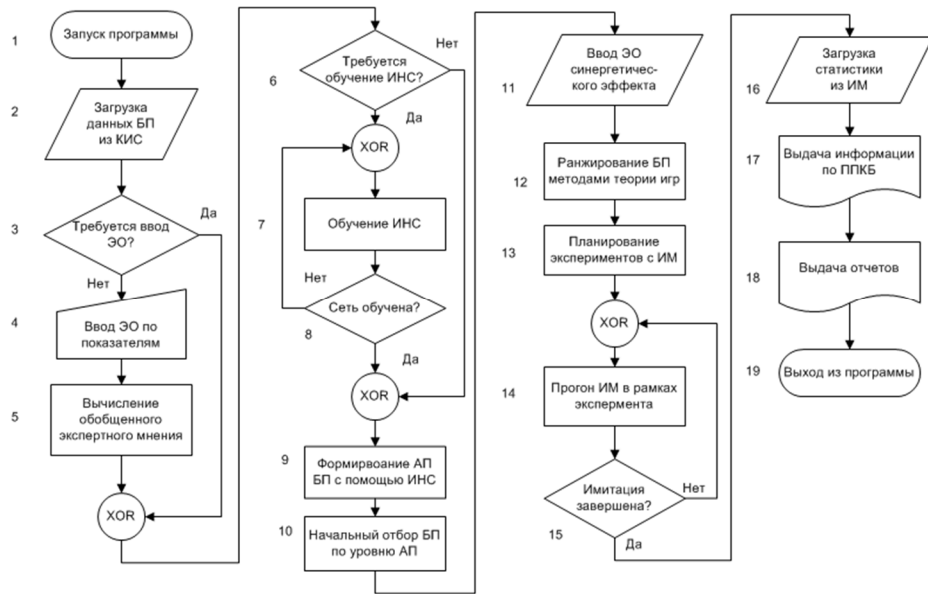 1
Запуск программы
2
Загрузка
данных БП
из КИС
3
Требуется ввод
ЭО?
Да
Нет
4
Ввод ЭО по
показателям
5
Вычисление
обобщенного
экспертного мнения
XOR
6
Требуется
обучение ИНС?
Нет
Да
XOR
7
Обучение ИНС
Нет
Сеть обучена?
8
Да
XOR
9
Формирвоание АП
БП с помощью ИНС
10
Начальный отбор БП
по уровню АП
11
Ввод ЭО
синергетичес-
кого эффекта
12
Ранжирование БП
методами теории игр
13
Планирование
экспериментов с ИМ
XOR
14
Прогон ИМ в рамках
экспермента
Имитация
завершена?
Нет
15
Да
16
Загрузка
статистики
из ИМ
17
Выдача информации
по ППКБ
18
Выдача отчетов
19
Выход из программы